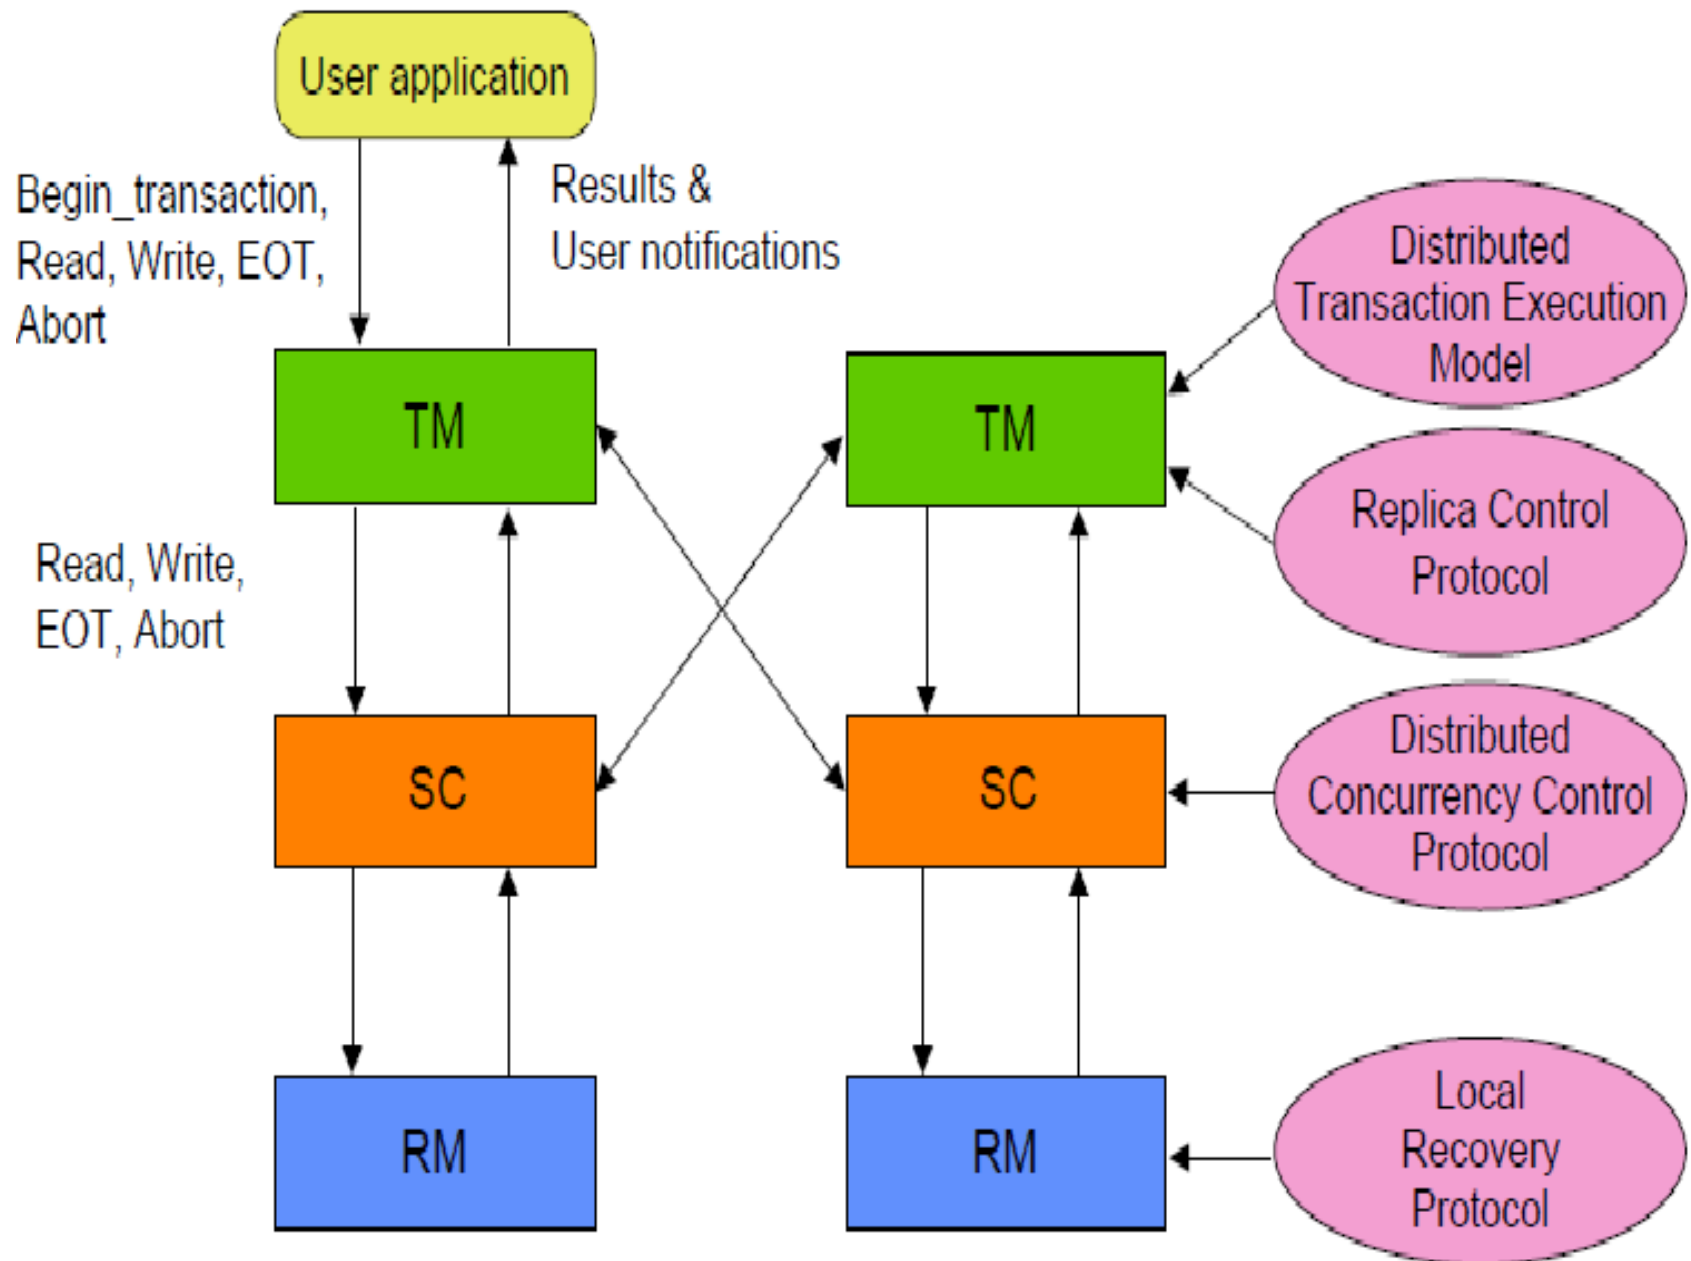 User application
Begin_transaction,
Read, Write, EOT,
Abort
Results &
User notifications
Distributed
Transaction Execution
Model
TM
TM
Replica Control
Protocol
Read, Write,
EOT, Abort
SC
SC
Distributed
Concurrency Control
Protocol
RM
RM
Local
Recovery
Protocol